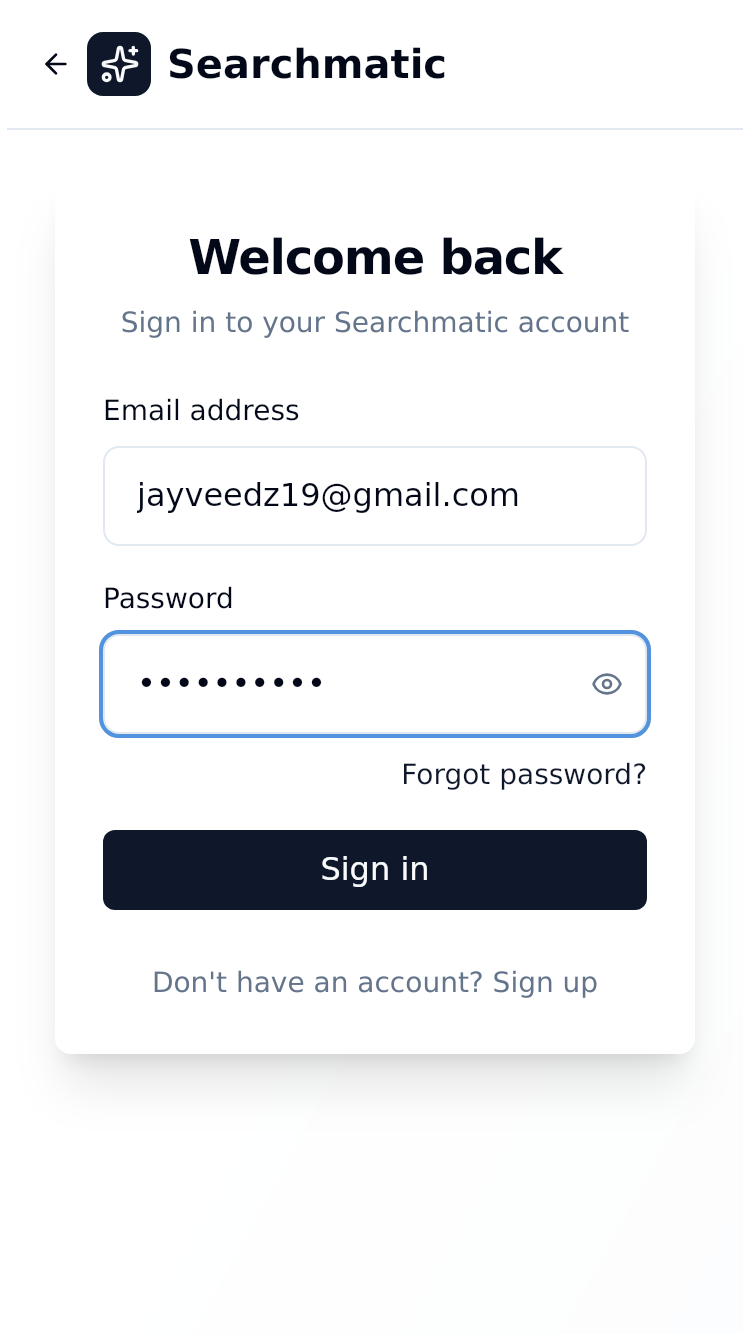 Searchmatic
Welcome back
Sign in to your Searchmatic account
Email address
jayveedz19@gmail.com
Password
••••••••••
Forgot password?
Sign in
Don't have an account? Sign up